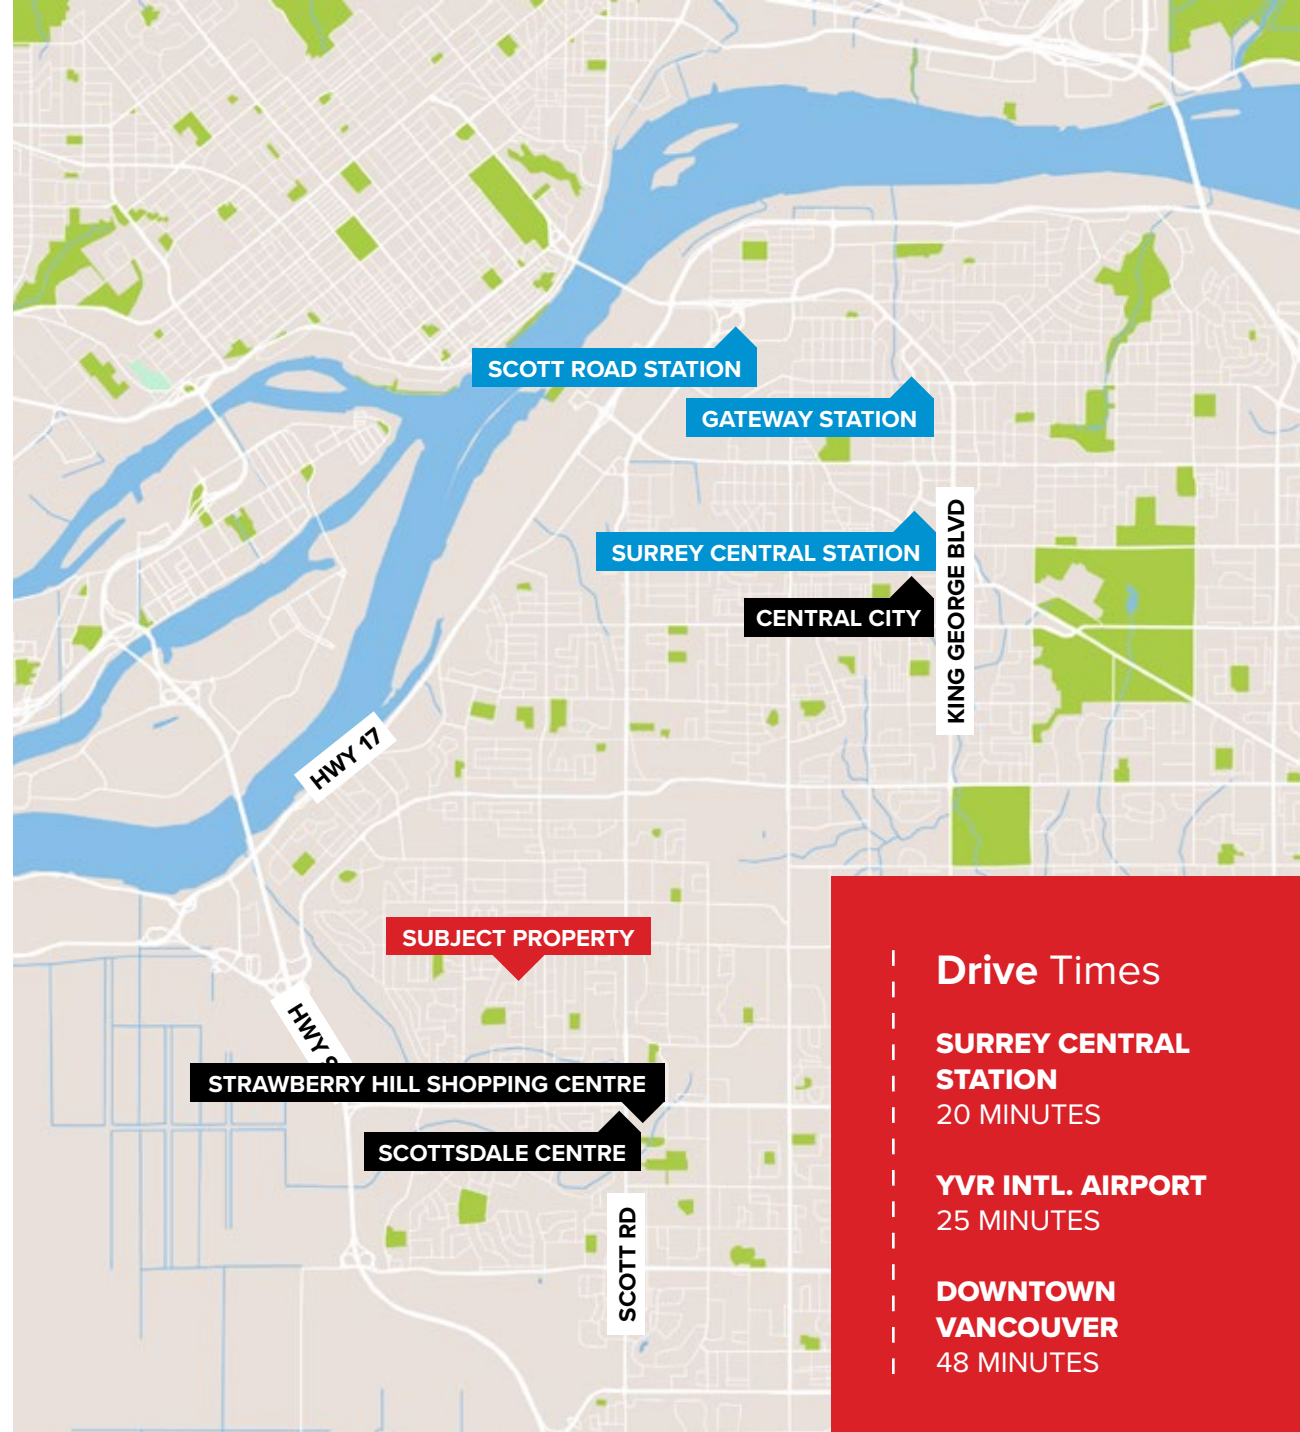 SCOTT ROAD STATION
GATEWAY STATION
SURREY CENTRAL STATION
CENTRAL CITY
KING GEORGE BLVD
HWY 17
SUBJECT PROPERTY
HWY
STRAWBERRY HILL SHOPPING CENTRE
SCOTTSDALE CENTRE
SCOTT RD
Drive Times
SURREY CENTRAL
STATION
20 MINUTES
YVR INTL. AIRPORT
25 MINUTES
DOWNTOWN
VANCOUVER
48 MINUTES